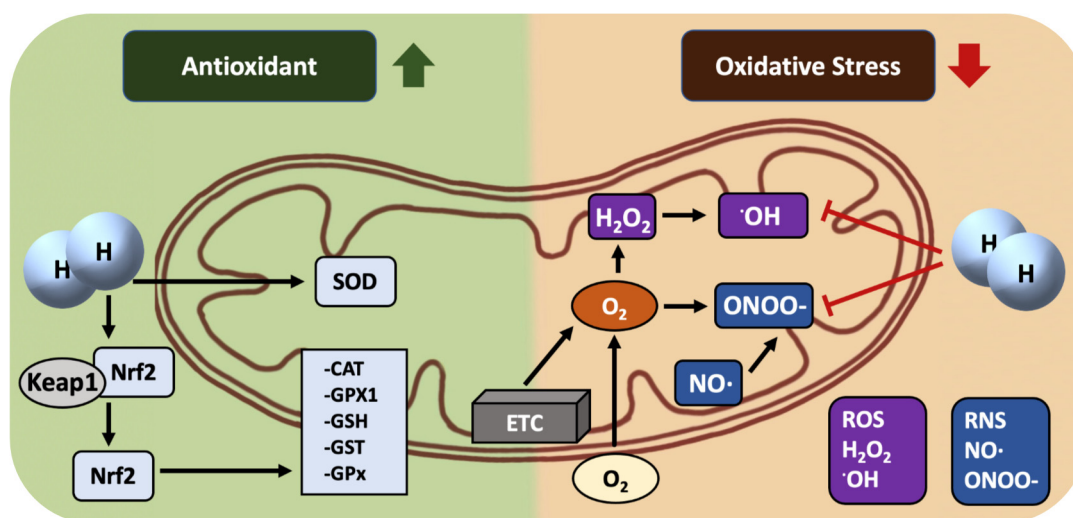 Antioxidant
Oxidative Stress
H H
SOD
Keap1
Nrf2
Nrf2
-CAT
-GPX1
-GSH
-GST
-GPx
ETC
H₂O₂
·OH
O₂
ONOO-
NO·
O₂
H
H
ROS
H₂O₂
·OH
RNS
NO·
ONOO-